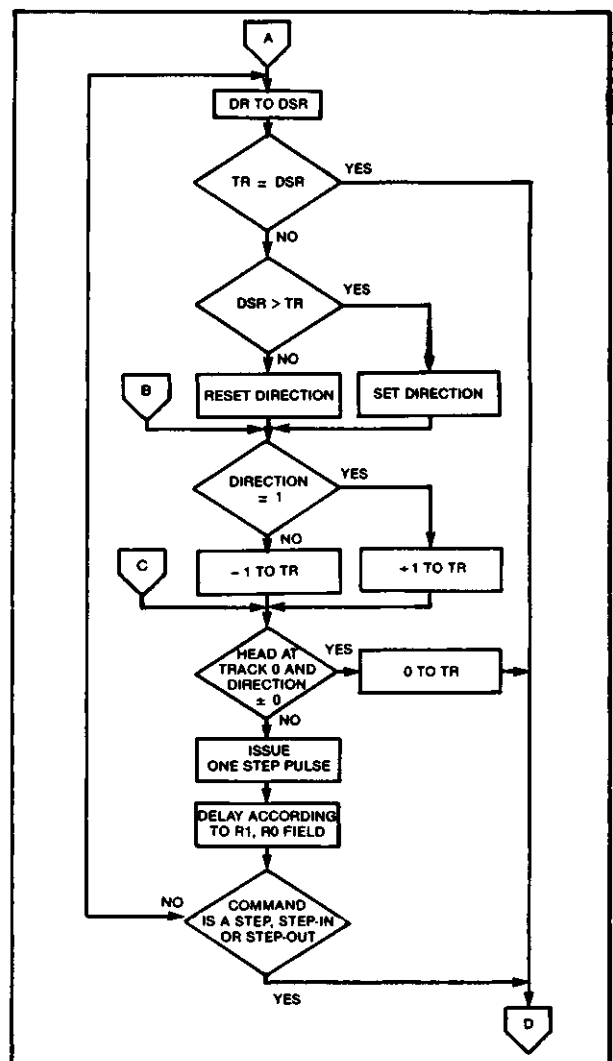 A
DR TO DSR
TR = DSR
YES
NO
DSR > TR
YES
NO
B
RESET DIRECTION
SET DIRECTION
DIRECTION
= 1
YES
NO
C
– 1 TO TR
+ 1 TO TR
HEAD AT
TRACK 0 AND
DIRECTION
± 0
YES
0 TO TR
NO
ISSUE
ONE STEP PULSE
DELAY ACCORDING
TO R1, R0 FIELD
NO
COMMAND
IS A STEP, STEP-IN
OR STEP-OUT
YES
D